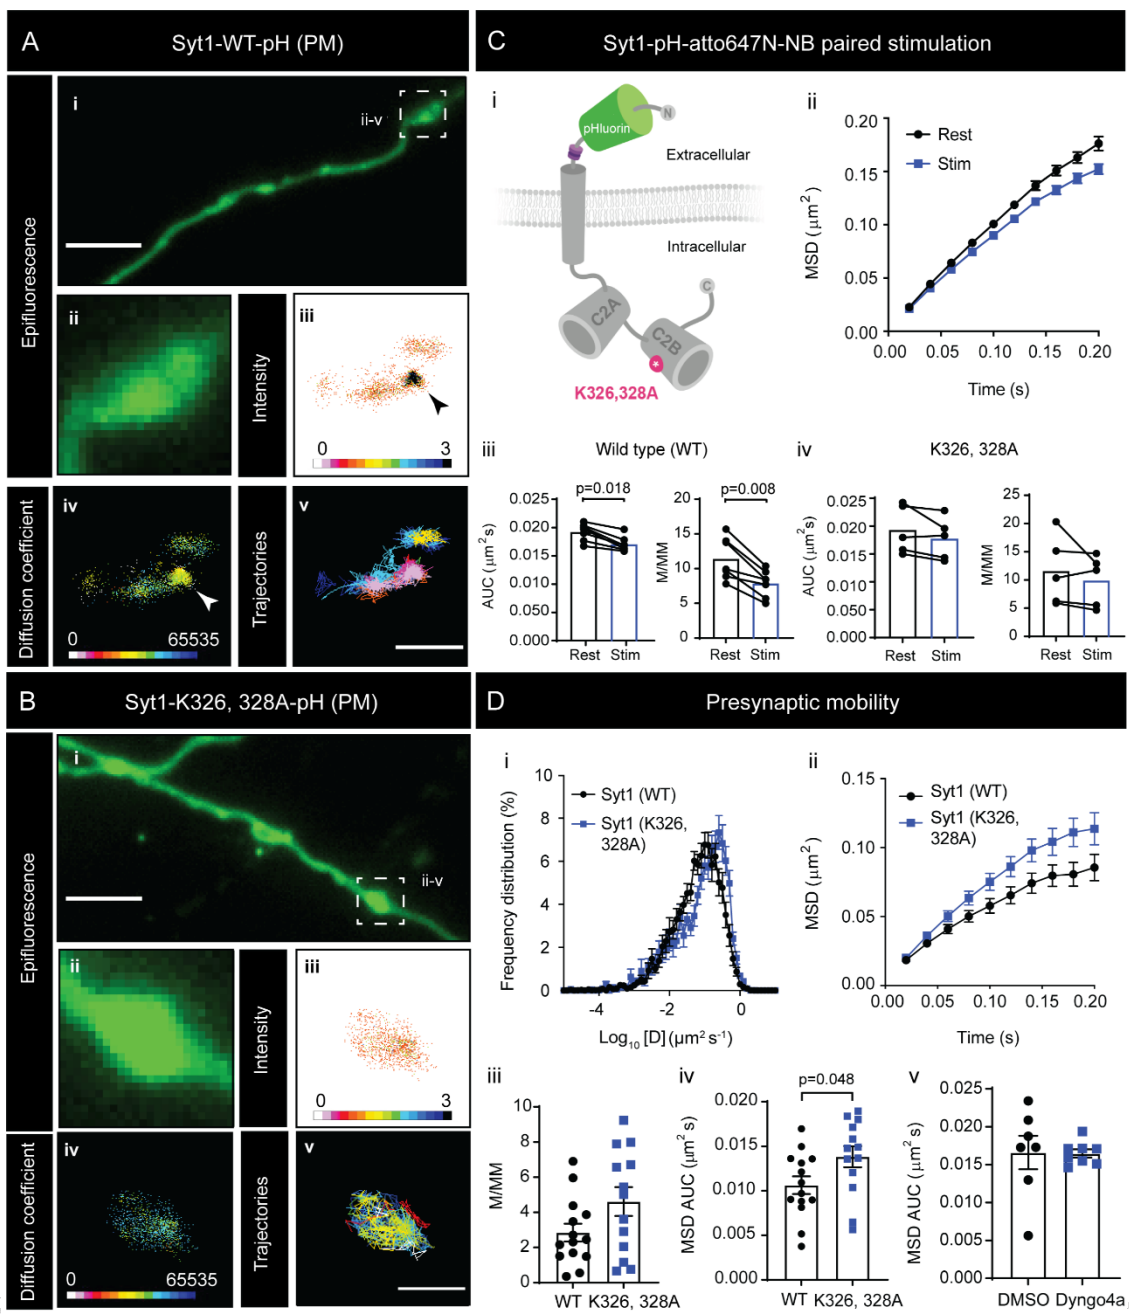 A
Syt1-WT-pH (PM)
Epifluorescence
i
ii-v
ii
Intensity
iii
0 3
Diffusion coefficient
iv
0 65535
Trajectories
v
B
Syt1-K326, 328A-pH (PM)
Epifluorescence
i
ii-v
ii
Intensity
iii
0 3
Diffusion coefficient
iv
0 65535
Trajectories
v
C
Syt1-pH-atto647N-NB paired stimulation
i
pHluorin
N
Extracellular
Intracellular
C2A
C2B
C
*
K326,328A
ii
Rest
Stim
MSD (μm²)
0.20
0.15
0.10
0.05
0.00
0.00 0.05 0.10 0.15 0.20
Time (s)
iii
Wild type (WT)
p=0.018
AUC (μm² s)
0.025
0.020
0.015
0.010
0.050
0.000
Rest Stim
p=0.008
M/MM
20
15
10
5
0
Rest Stim
iv
K326, 328A
AUC (μm² s)
0.025
0.020
0.015
0.010
0.050
0.000
Rest Stim
M/MM
25
20
15
10
5
0
Rest Stim
D
Presynaptic mobility
i
Syt1 (WT)
Syt1 (K326,
328A)
Frequency distribution (%)
10
8
6
4
2
0
-4 -2 0
Log₁₀ [D] (μm² s⁻¹)
ii
Syt1 (WT)
Syt1 (K326,
328A)
MSD (μm²)
0.15
0.10
0.05
0.00
0.00 0.05 0.10 0.15 0.20
Time (s)
iii
M/MM
10
8
6
4
2
0
WT K326, 328A
iv
p=0.048
MSD AUC (μm² s)
0.020
0.015
0.010
0.005
0.000
WT K326, 328A
v
MSD AUC (μm² s)
0.025
0.020
0.015
0.010
0.005
0.000
DMSO Dyngo4a